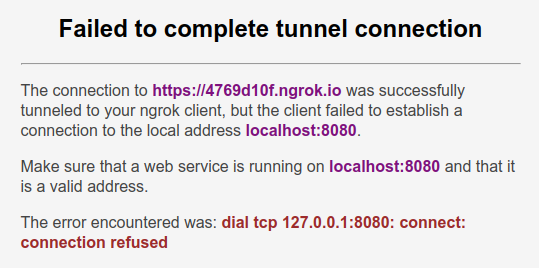 Failed to complete tunnel connection
The connection to https://4769d10f.ngrok.io was successfully
tunneled to your ngrok client, but the client failed to establish a
connection to the local address localhost:8080.
Make sure that a web service is running on localhost:8080 and that it
is a valid address.
The error encountered was: dial tcp 127.0.0.1:8080: connect:
connection refused